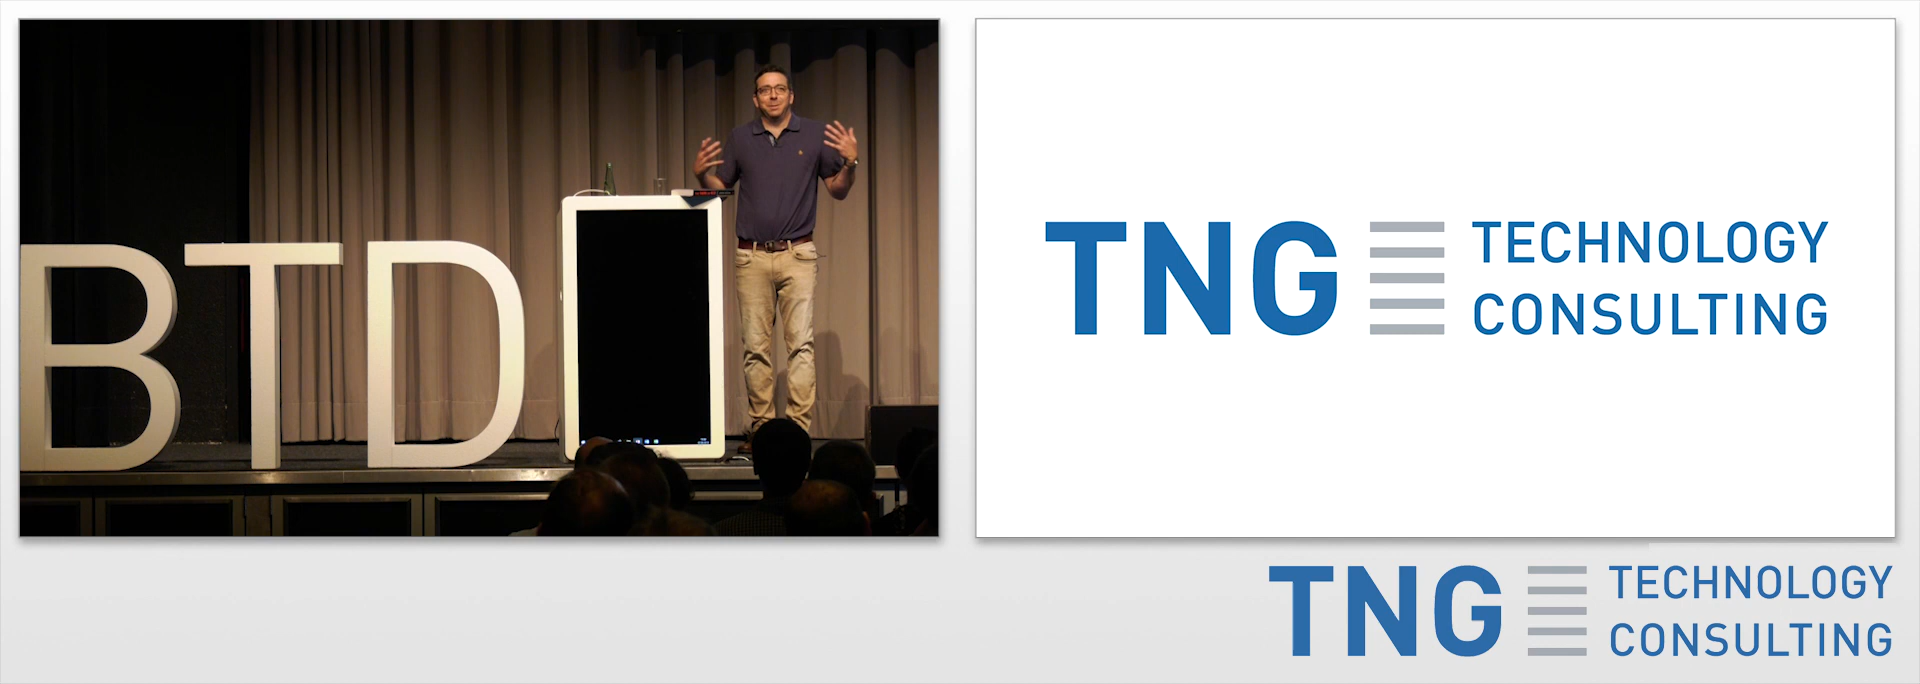 BTD
TNG TECHNOLOGY
CONSULTING
TNG TECHNOLOGY
CONSULTING